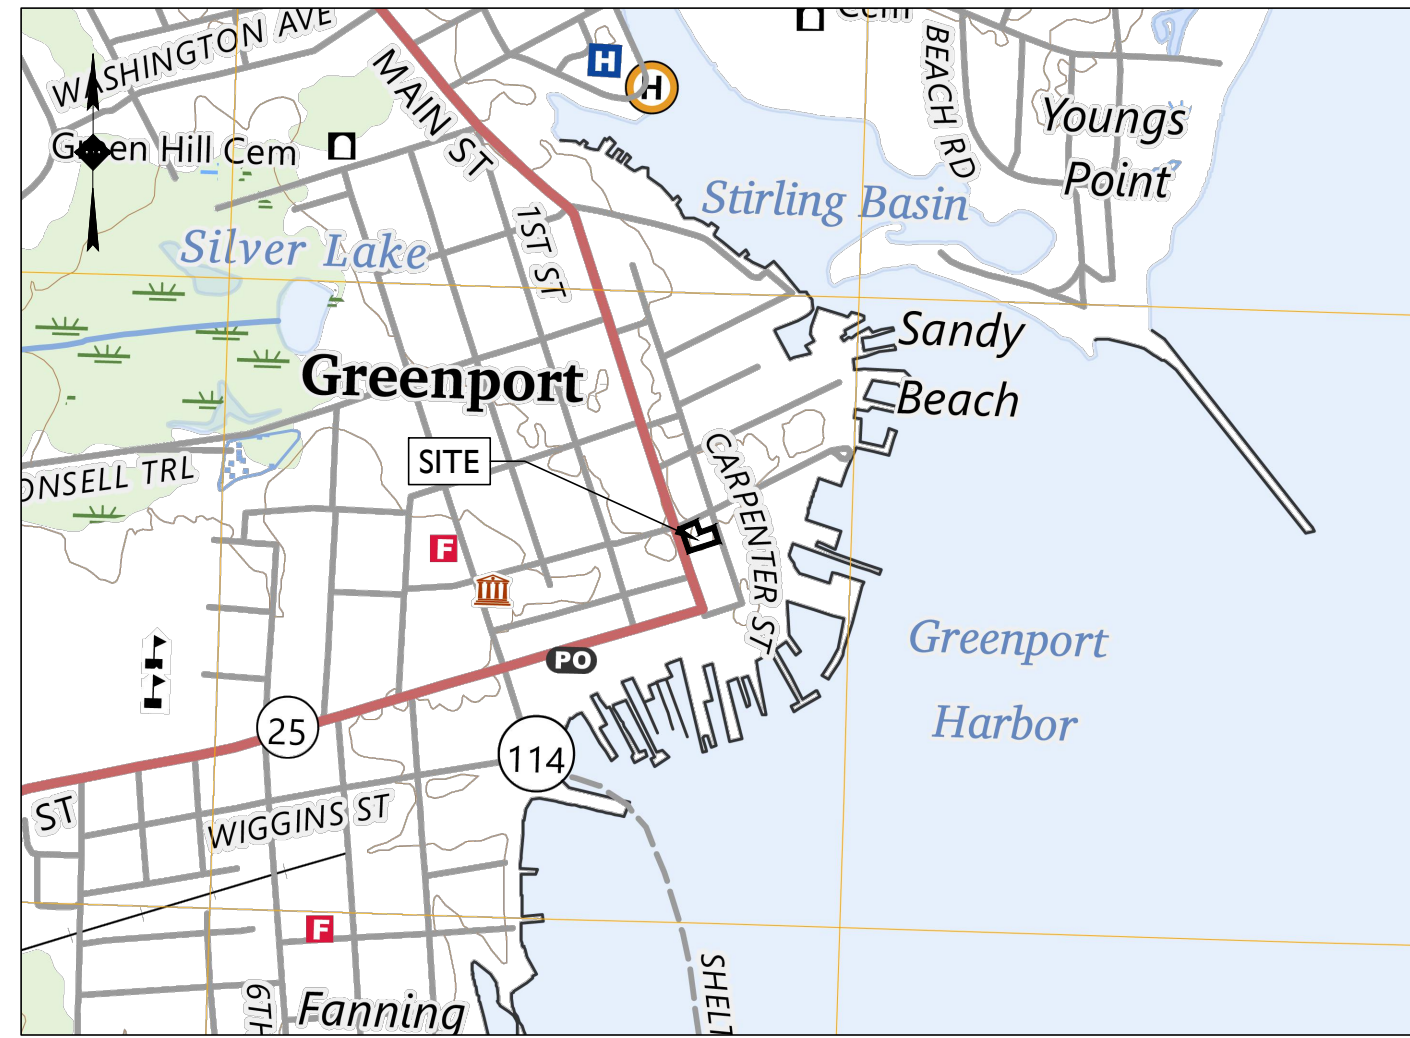 WASHINGTON AVE
Cem
H
H
MAIN ST
BEACH RD
Youngs
Point
Green Hill Cem
Stirling Basin
1ST ST
Silver Lake
Sandy
Beach
Greenport
SITE
CARPENTER ST
ONSELL TRL
F
Greenport
Harbor
PO
25
114
ST
WIGGINS ST
F
6TH
Fanning
SHELT